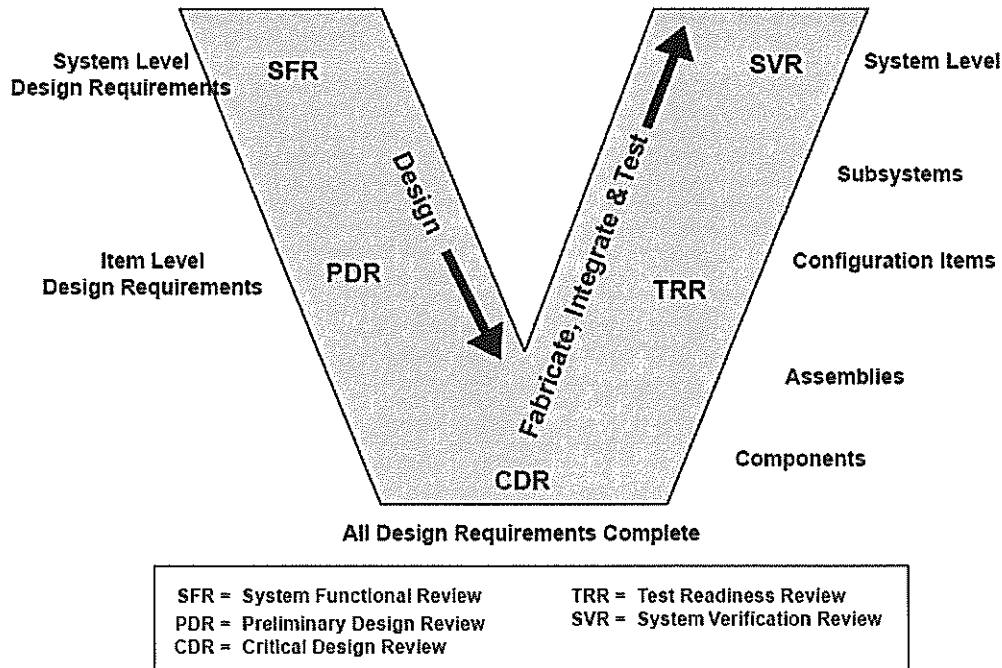 System Level
Design Requirements
SFR
SVR
System Level
Design
Fabricate, Integrate & Test
Subsystems
Item Level
Design Requirements
PDR
TRR
Configuration Items
Assemblies
Components
CDR
All Design Requirements Complete
SFR = System Functional Review
PDR = Preliminary Design Review
CDR = Critical Design Review
TRR = Test Readiness Review
SVR = System Verification Review